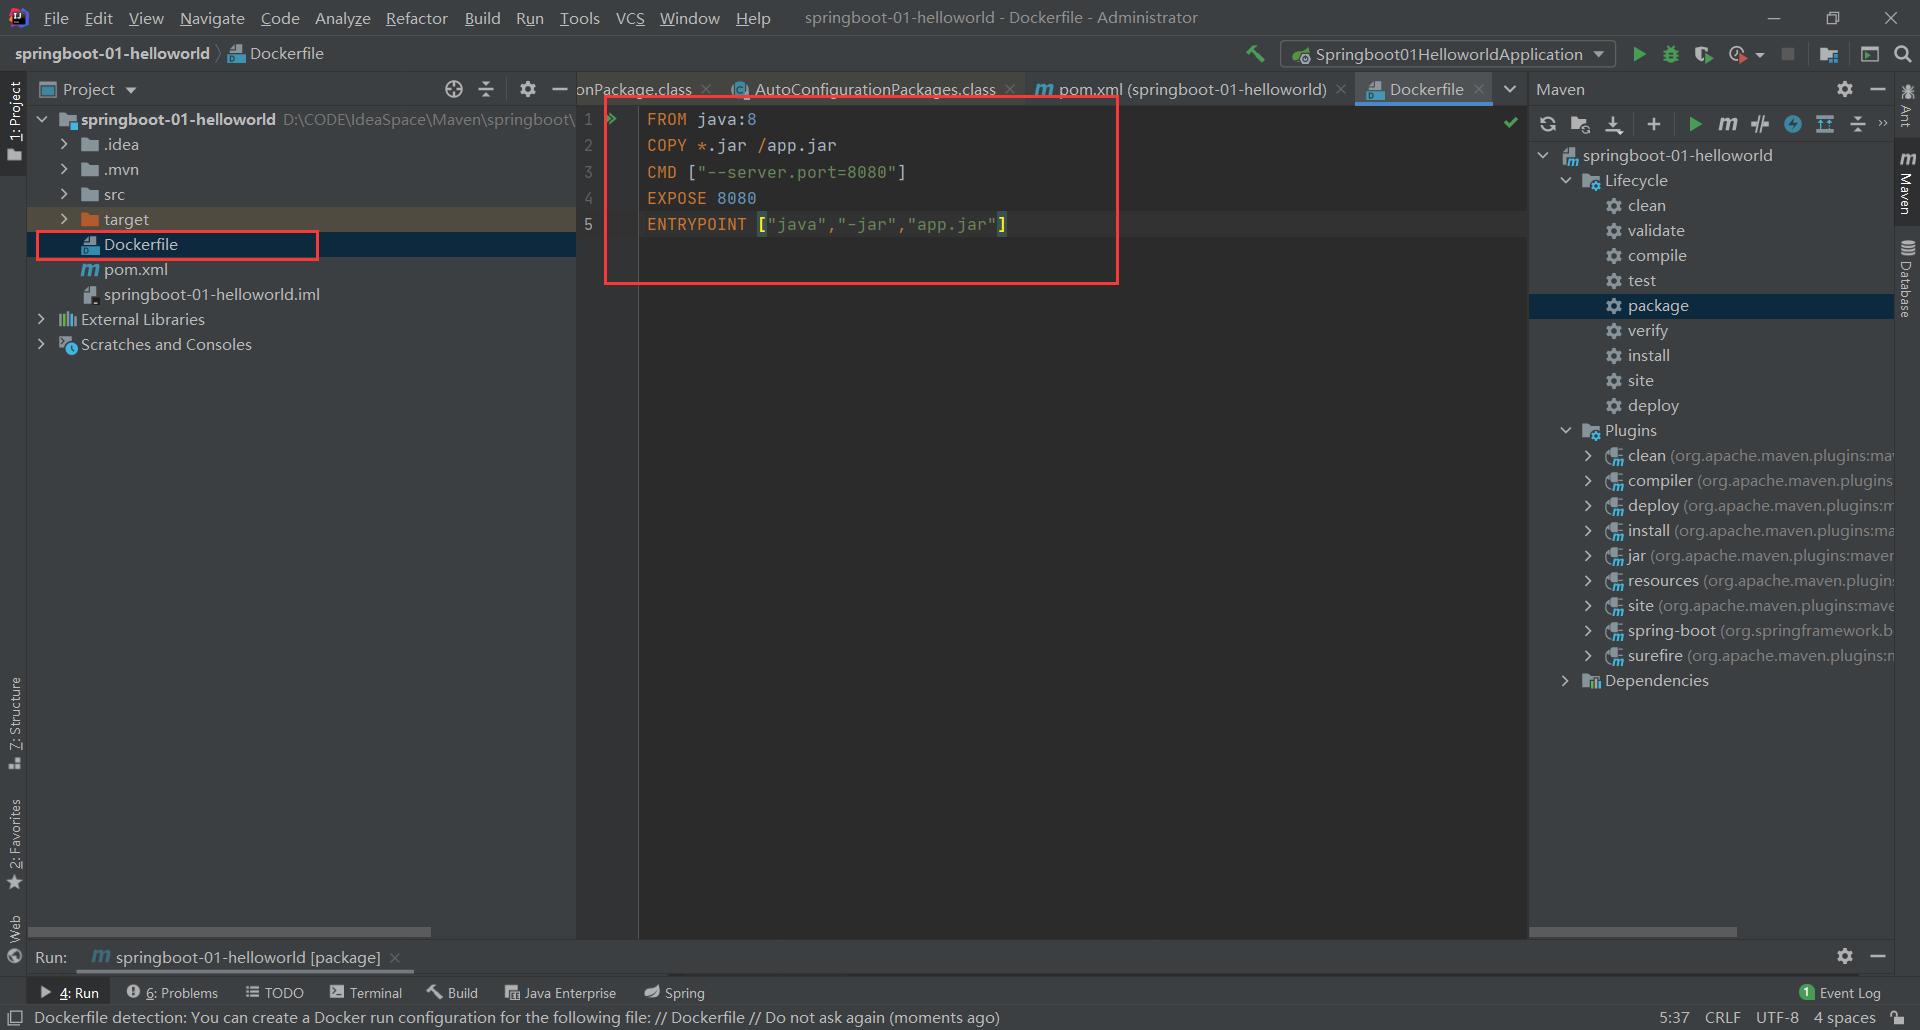 File Edit View Navigate Code Analyze Refactor Build Run Tools VCS Window Help springboot-01-helloworld - Dockerfile - Administrator
springboot-01-helloworld Dockerfile Springboot01HelloworldApplication
Project
onPackage.class AutoConfigurationPackages.class pom.xml (springboot-01-helloworld) Dockerfile
Maven
1: Project
springboot-01-helloworld D:\CODE\IdeaSpace\Maven\springboot\
.idea
.mvn
src
target
Dockerfile
pom.xml
springboot-01-helloworld.iml
External Libraries
Scratches and Consoles
1 FROM java:8
2 COPY *.jar /app.jar
3 CMD ["--server.port=8080"]
4 EXPOSE 8080
5 ENTRYPOINT ["java","-jar","app.jar"]
springboot-01-helloworld
Lifecycle
clean
validate
compile
test
package
verify
install
site
deploy
Plugins
clean (org.apache.maven.plugins:ma
compiler (org.apache.maven.plugins
deploy (org.apache.maven.plugins:m
install (org.apache.maven.plugins:ma
jar (org.apache.maven.plugins:maven
resources (org.apache.maven.plugins
site (org.apache.maven.plugins:mave
spring-boot (org.springframework.b
surefire (org.apache.maven.plugins:m
Dependencies
Ant
Maven
Database
7: Structure
2: Favorites
Web
Run: springboot-01-helloworld [package]
4: Run 6: Problems TODO Terminal Build Java Enterprise Spring 1 Event Log
Dockerfile detection: You can create a Docker run configuration for the following file: // Dockerfile // Do not ask again (moments ago) 5:37 CRLF UTF-8 4 spaces